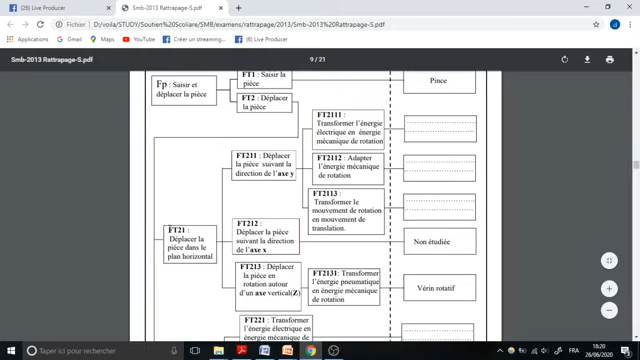 (26) Live Producer
Smb-2013%20Rattrapage-S.pdf
Fichier
D:/voila/STUDY/Soutien%20Scoliare/SMB/examens/rattrapage/2013/Smb-2013%20Rattrapage-S.pdf
Applications
Gmail
YouTube
Maps
Créer un streaming...
(26) Live Producer
Smb-2013 Rattrapage-S.pdf
9 / 21
Fp : Saisir et
déplacer la pièce
FT1 : Saisir la
pièce
Pince
FT2 : Déplacer
la pièce
FT2111 :
Transformer l'énergie
électrique en énergie
mécanique de rotation
FT211 : Déplacer
la pièce suivant la
direction de l'axe y
FT2112 : Adapter
l'énergie mécanique
de rotation
FT2113 :
Transformer le
mouvement de rotation
en mouvement de
translation.
FT21 :
Déplacer la
pièce dans le
plan horizontal
FT212 :
Déplacer la pièce
suivant la direction
de l'axe x
Non étudiée
FT213 : Déplacer
la pièce en
rotation autour
d'un axe vertical(Z)
FT2131: Transformer
l'énergie pneumatique
en énergie mécanique
de rotation
Vérin rotatif
FT221 : Transformer
l'énergie électrique en
énergie mécanique de
Taper ici pour rechercher
FRA
18:20
26/06/2020